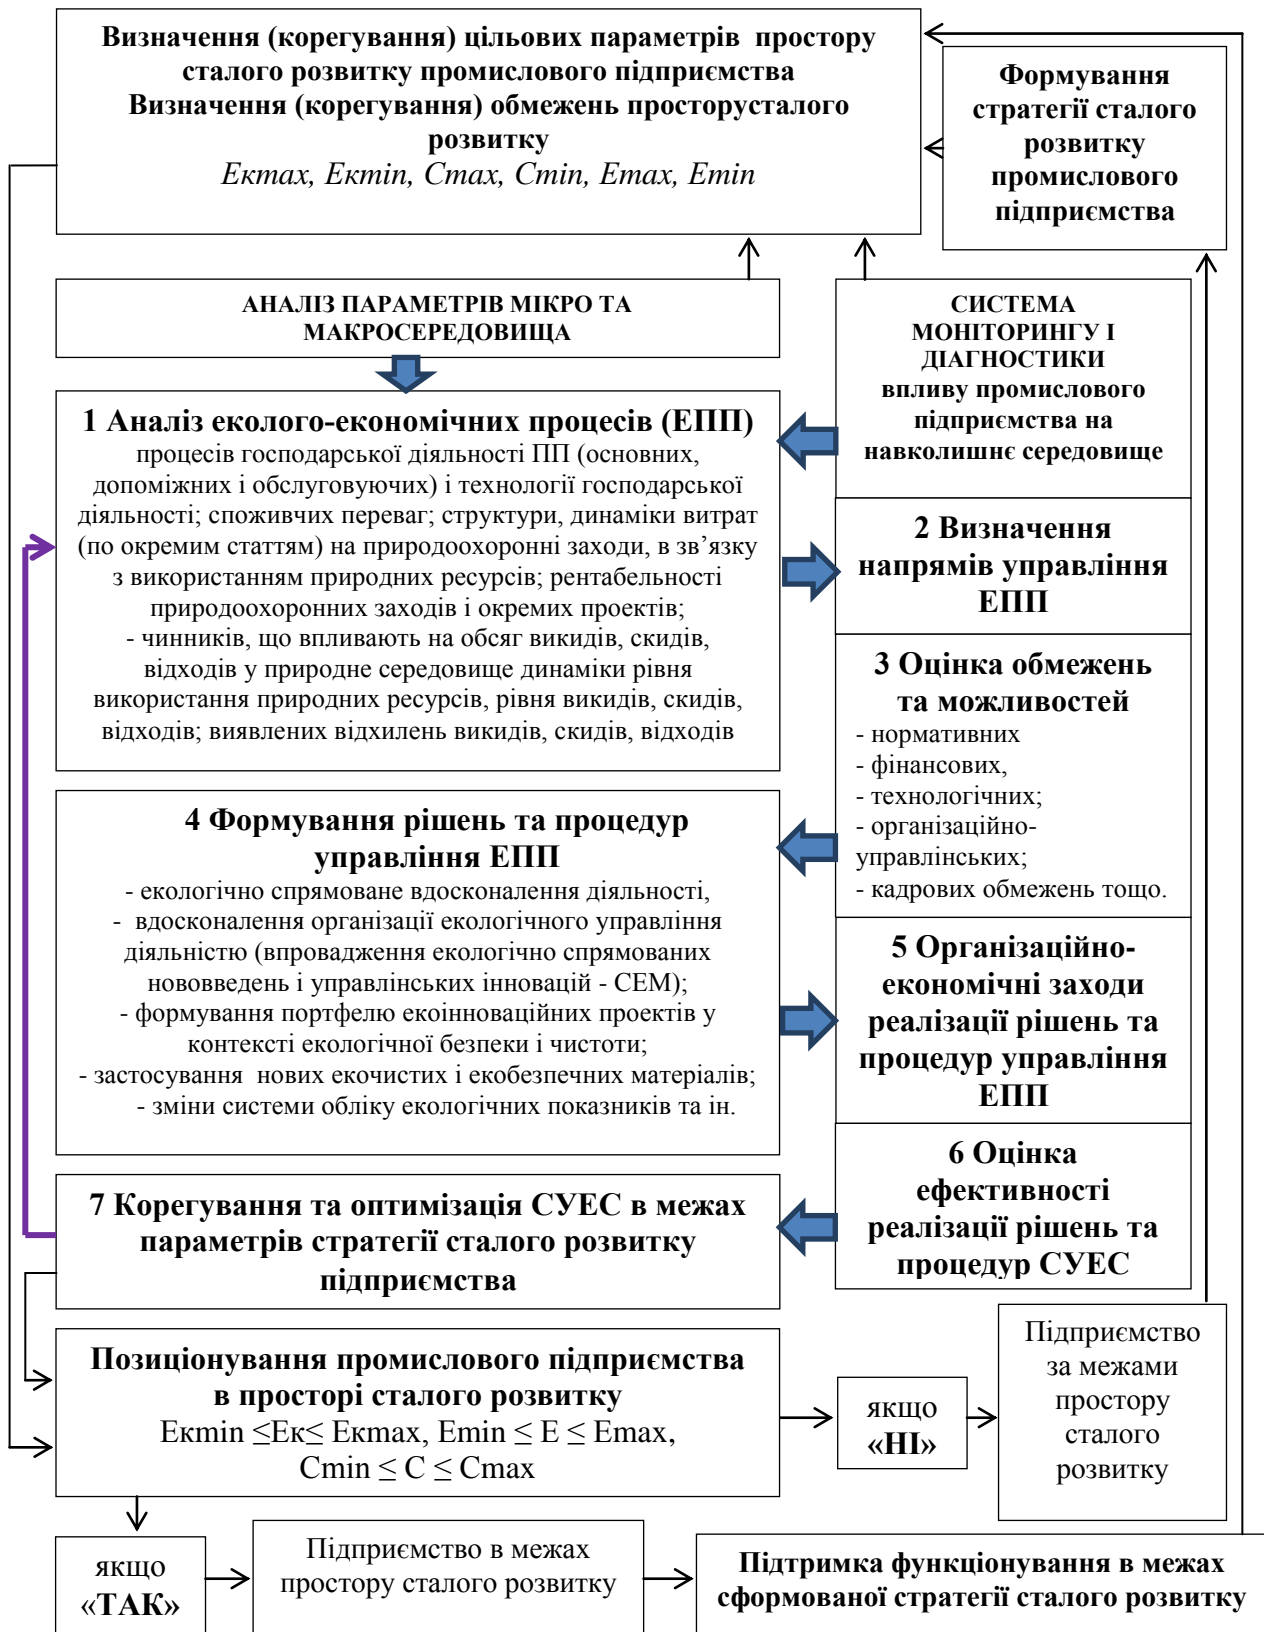 Визначення (корегування) цільових параметрів простору
сталого розвитку промислового підприємства
Визначення (корегування) обмежень просторусталого
розвитку
Екmax, Екmin, Cmax, Cmin, Emax, Emin
Формування
стратегії сталого
розвитку
промислового
підприємства
АНАЛІЗ ПАРАМЕТРІВ МІКРО ТА
МАКРОСЕРЕДОВИЩА
СИСТЕМА
МОНІТОРИНГУ І
ДІАГНОСТИКИ
впливу промислового
підприємства на
навколишнє середовище
1 Аналіз еколого-економічних процесів (ЕПП)
процесів господарської діяльності ПП (основних,
допоміжних і обслуговуючих) і технології господарської
діяльності; споживчих переваг; структури, динаміки витрат
(по окремим статтям) на природоохоронні заходи, в зв’язку
з використанням природних ресурсів; рентабельності
природоохоронних заходів і окремих проектів;
- чинників, що впливають на обсяг викидів, скидів,
відходів у природне середовище динаміки рівня
використання природних ресурсів, рівня викидів, скидів,
відходів; виявлених відхилень викидів, скидів, відходів
2 Визначення
напрямів управління
ЕПП
3 Оцінка обмежень
та можливостей
- нормативних
- фінансових,
- технологічних;
- організаційно-
управлінських;
- кадрових обмежень тощо.
4 Формування рішень та процедур
управління ЕПП
- екологічно спрямоване вдосконалення діяльності,
- вдосконалення організації екологічного управління
діяльністю (впровадження екологічно спрямованих
нововведень і управлінських інновацій - СЕМ);
- формування портфелю екоінноваційних проектів у
контексті екологічної безпеки і чистоти;
- застосування нових екочистих і екобезпечних матеріалів;
- зміни системи обліку екологічних показників та ін.
5 Організаційно-
економічні заходи
реалізації рішень та
процедур управління
ЕПП
6 Оцінка
ефективності
реалізації рішень та
процедур СУЕС
7 Корегування та оптимізація СУЕС в межах
параметрів стратегії сталого розвитку
підприємства
Позиціонування промислового підприємства
в просторі сталого розвитку
Екmin ≤Ек≤ Екmax, Emin ≤ E ≤ Emax,
Cmin ≤ C ≤ Cmax
якщо
«НІ»
Підприємство
за межами
простору
сталого
розвитку
якщо
«ТАК»
Підприємство в межах
простору сталого розвитку
Підтримка функціонування в межах
сформованої стратегії сталого розвитку